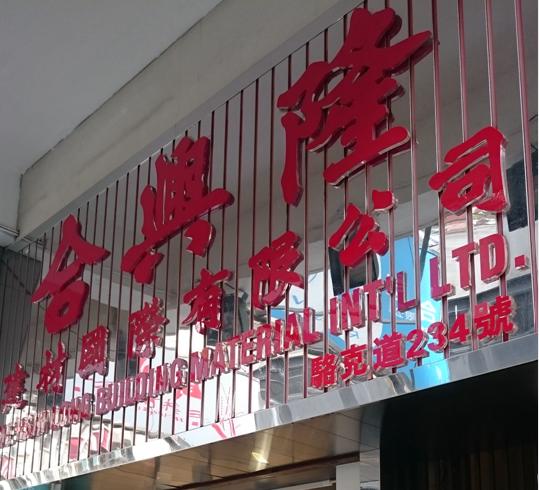 合興隆
建材國際有限公司
BUILDING MATERIAL INT'L LTD.
駱克道234號